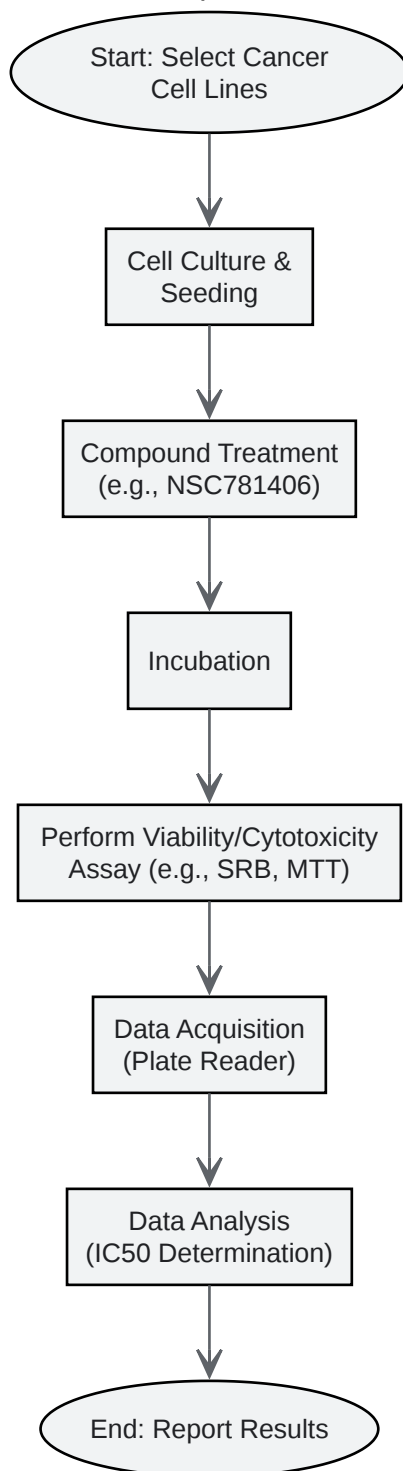 Start: Select Cancer
Cell Lines
Cell Culture &
Seeding
Compound Treatment
(e.g., NSC781406)
Incubation
Perform Viability/Cytotoxicity
Assay (e.g., SRB, MTT)
Data Acquisition
(Plate Reader)
Data Analysis
(IC50 Determination)
End: Report Results